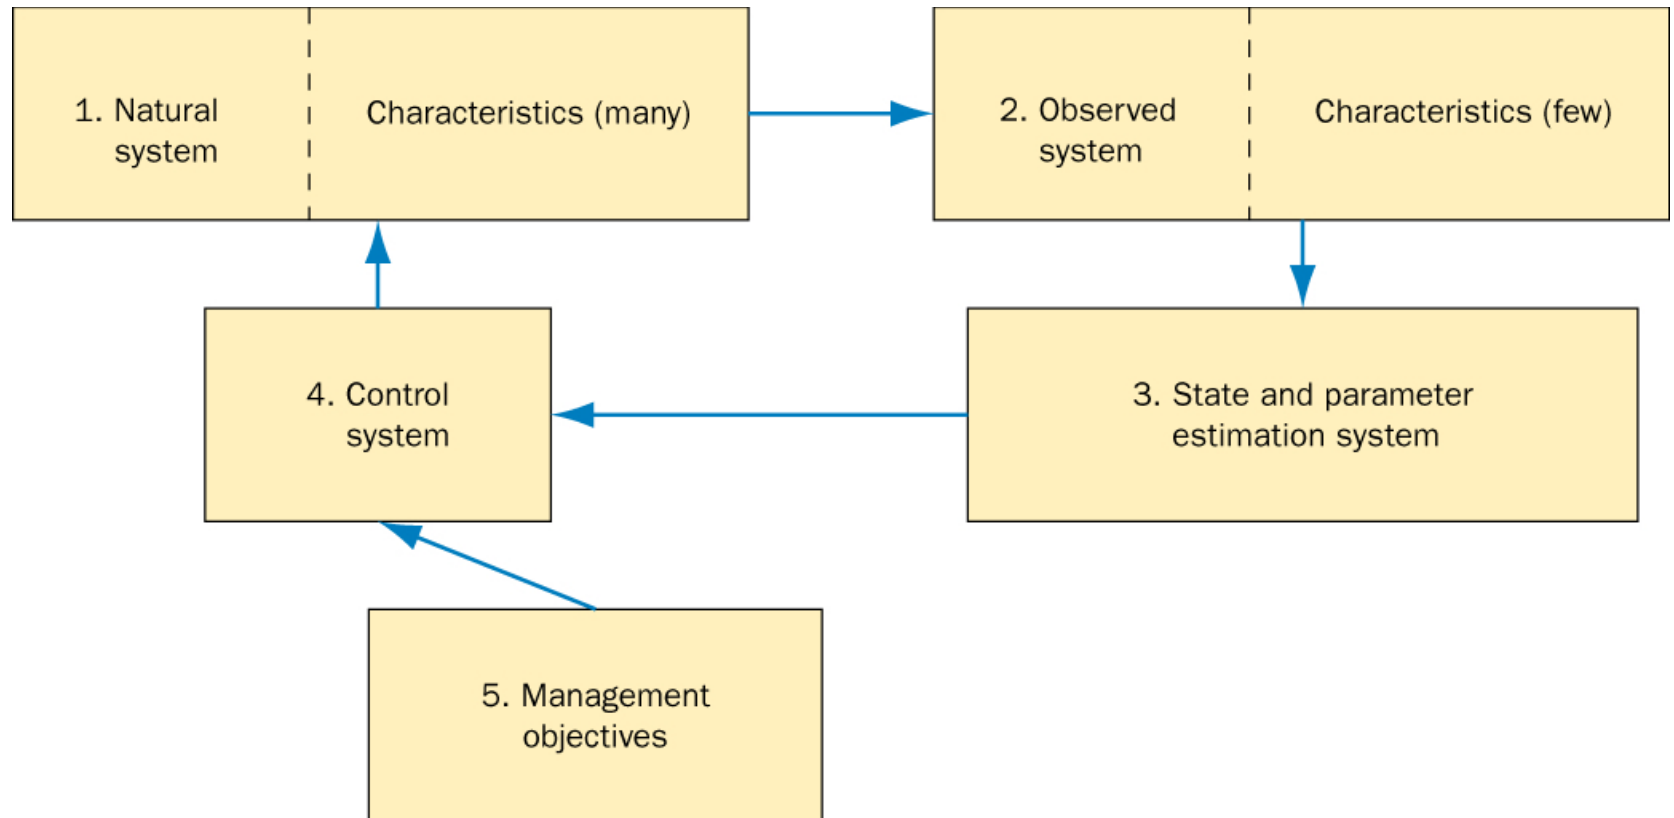 1. Natural
system
Characteristics (many)
2. Observed
system
Characteristics (few)
4. Control
system
3. State and parameter
estimation system
5. Management
objectives